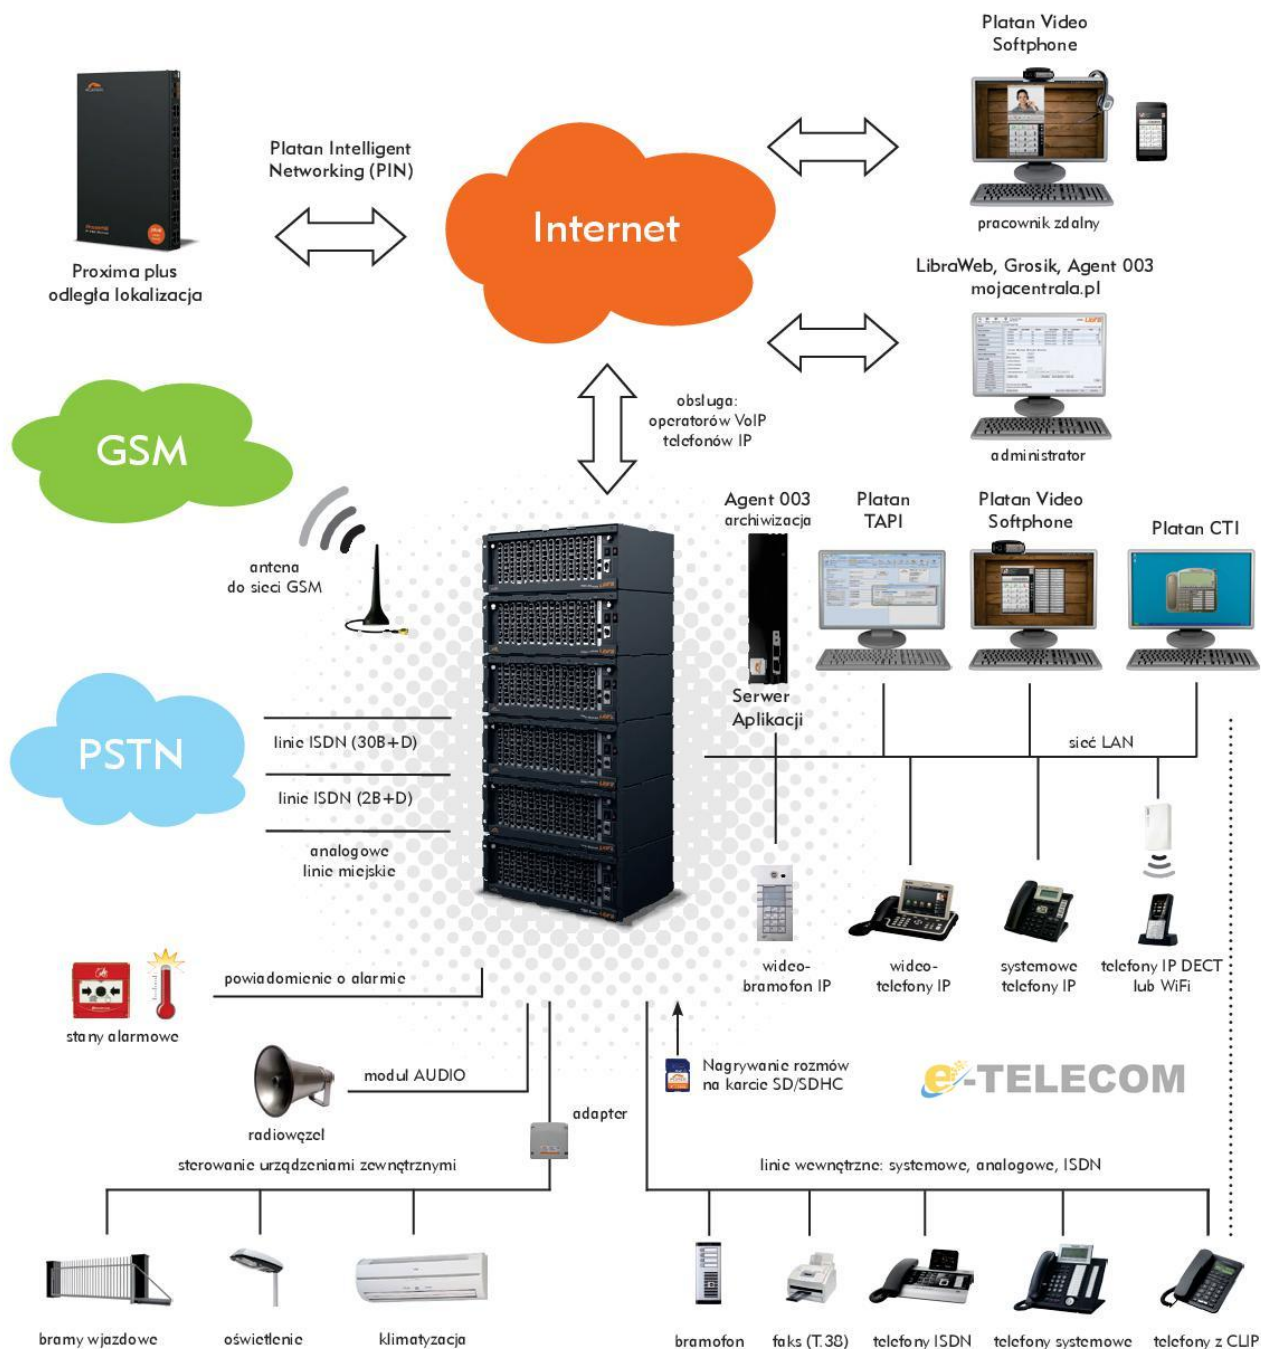 Platan Video
Softphone
Platan Intelligent
Networking (PIN)
Internet
pracownik zdalny
Proxima plus
odległa lokalizacja
LibraWeb, Grosik, Agent 003
mojacentrala.pl
administrator
obsługa:
operatorów VoIP
telefonów IP
GSM
antena
do sieci GSM
Agent 003
archiwizacja
Platan
TAPI
Platan Video
Softphone
Platan CTI
Serwer
Aplikacji
PSTN
linie ISDN (30B+D)
linie ISDN (2B+D)
analogowe
linie miejskie
sieć LAN
wideo-
bramofon IP
wideo-
telefony IP
systemowe
telefony IP
telefony IP DECT
lub WiFi
powiadomienie o alarmie
stany alarmowe
moduł AUDIO
radiowęzeł
Nagrywanie rozmów
na karcie SD/SDHC
e-TELECOM
adapter
sterowanie urządzeniami zewnętrznymi
linie wewnętrzne: systemowe, analogowe, ISDN
bramy wjazdowe
oświetlenie
klimatyzacja
bramofon
faks (T.38)
telefony ISDN
telefony systemowe
telefony z CLIP